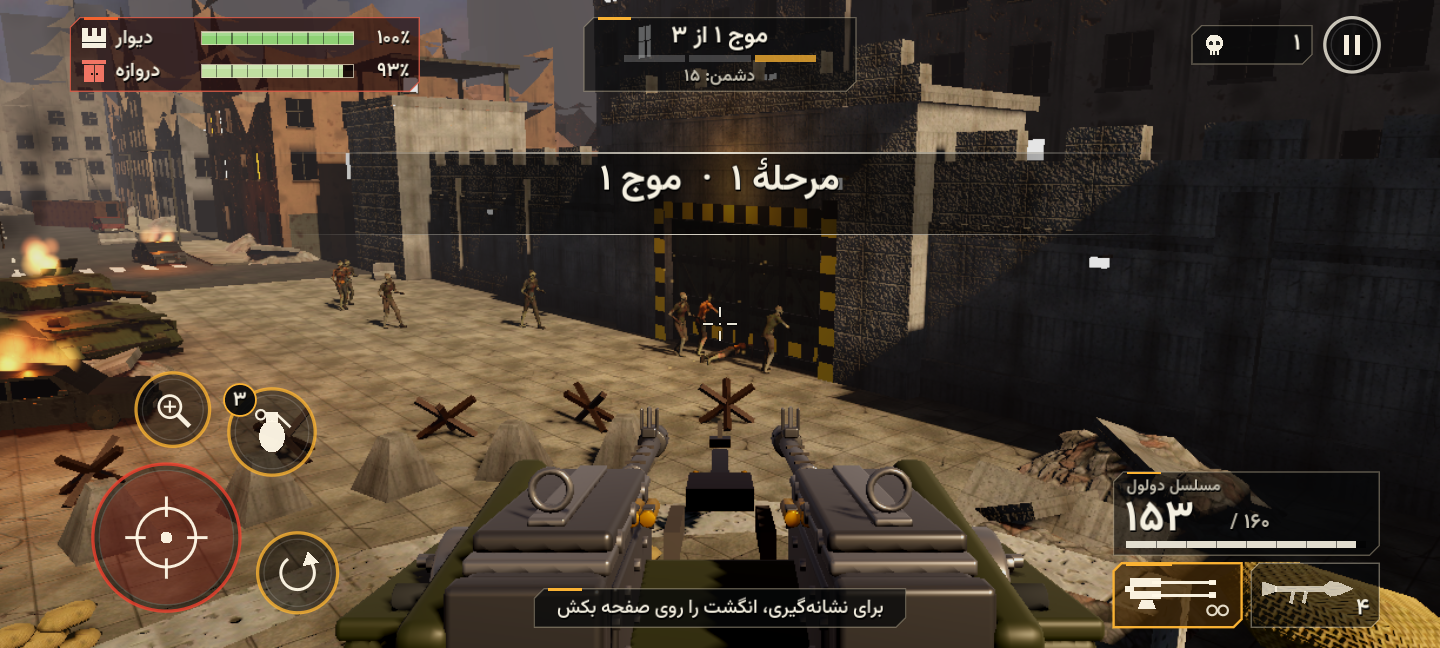 دیوار ۱۰۰٪
دروازه ۹۳٪
موج ۱ از ۳
دشمن: ۱۵
۱
مرحلهٔ ۱ · موج ۱
۳
مسلسل دولول
۱۵۳ / ۱۶۰
∞
۴
برای نشانه‌گیری، انگشت را روی صفحه بکش